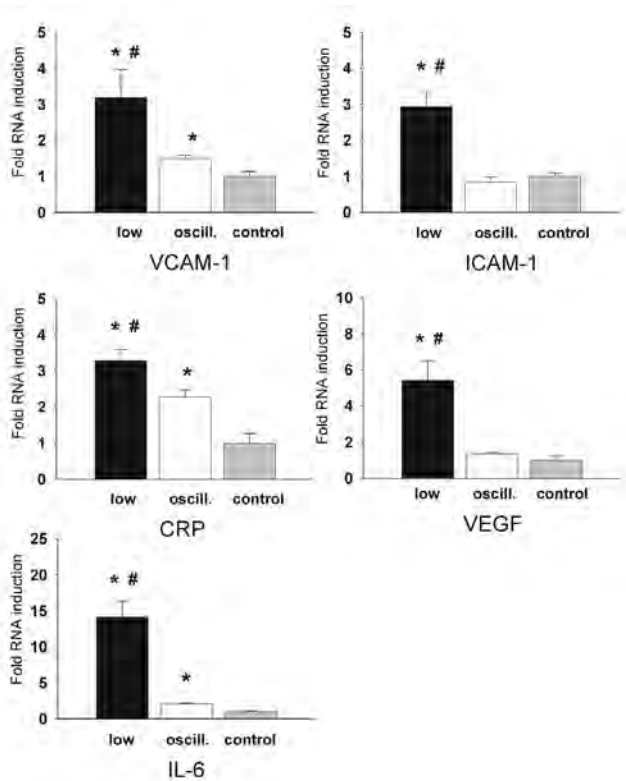 5
4
3
2
1
0
Fold RNA induction
* #
*
low oscill. control
VCAM-1
5
4
3
2
1
0
Fold RNA induction
* #
low oscill. control
ICAM-1
5
4
3
2
1
0
Fold RNA induction
* #
*
low oscill. control
CRP
10
8
6
4
2
0
Fold RNA induction
* #
low oscill. control
VEGF
25
20
15
10
5
0
Fold RNA induction
* #
*
low oscill. control
IL-6